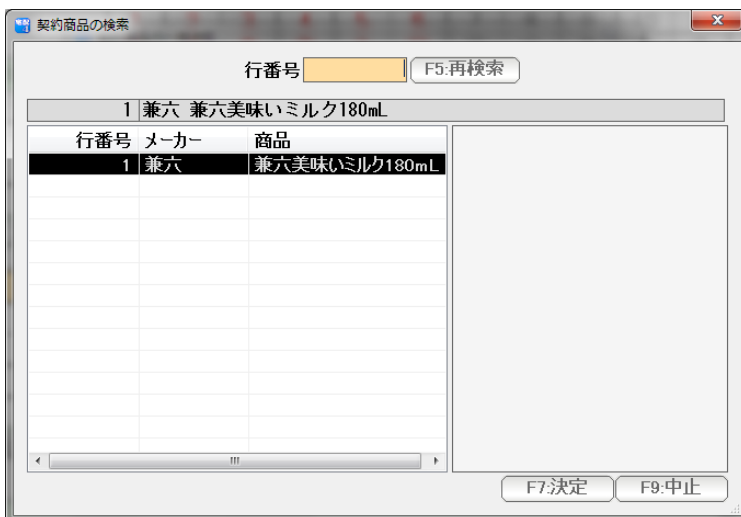 契約商品の検索
行番号 F5:再検索
1 兼六 兼六美味いミルク180mL
行番号 メーカー 商品
1 兼六 兼六美味いミルク180mL
F7:決定 F9:中止